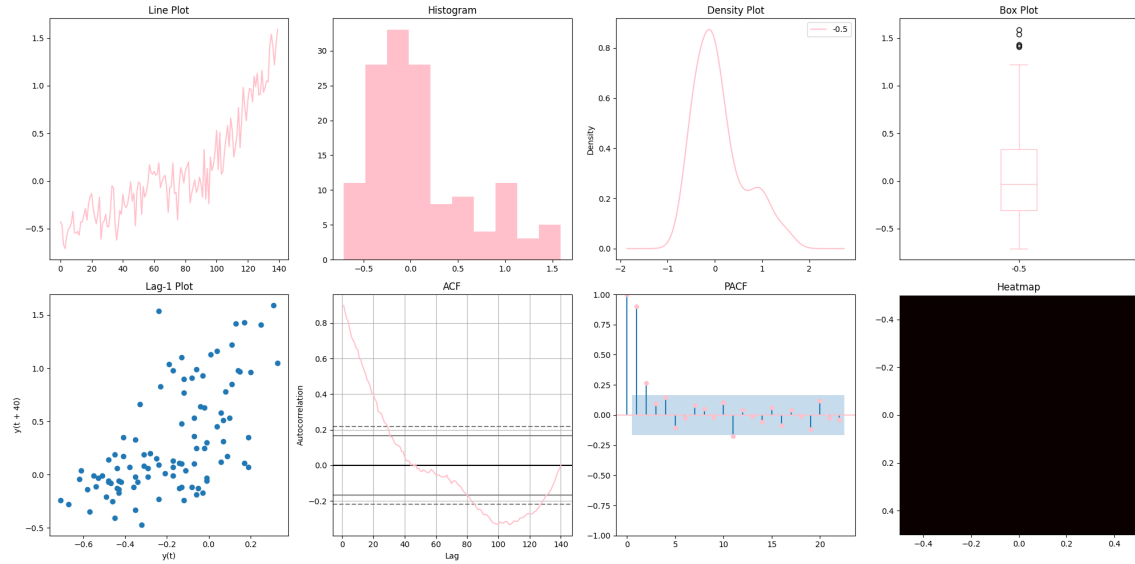 Line Plot
1.5
1.0
0.5
0.0
−0.5
0 20 40 60 80 100 120 140
Histogram
30
25
20
15
10
5
0
−0.5 0.0 0.5 1.0 1.5
Density Plot
-0.5
Density
0.8
0.6
0.4
0.2
0.0
−2 −1 0 1 2
Box Plot
1.5
1.0
0.5
0.0
−0.5
-0.5
Lag-1 Plot
y(t + 40)
1.5
1.0
0.5
0.0
−0.5
−0.6 −0.4 −0.2 0.0 0.2
y(t)
ACF
Autocorrelation
0.8
0.6
0.4
0.2
0.0
−0.2
0 20 40 60 80 100 120 140
Lag
PACF
1.00
0.75
0.50
0.25
0.00
−0.25
−0.50
−0.75
−1.00
0 5 10 15 20
Heatmap
−0.4
−0.2
0.0
0.2
0.4
−0.4 −0.2 0.0 0.2 0.4